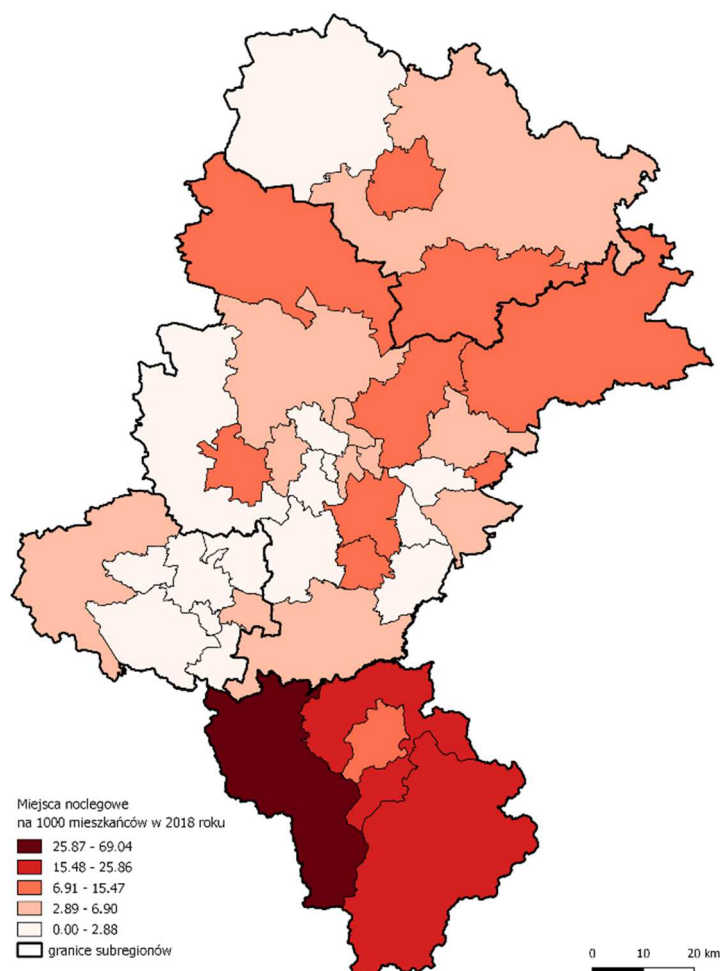 Miejsca noclegowe
na 1000 mieszkańców w 2018 roku
25.87 - 69.04
15.48 - 25.86
6.91 - 15.47
2.89 - 6.90
0.00 - 2.88
granice subregionów
0 10 20 km